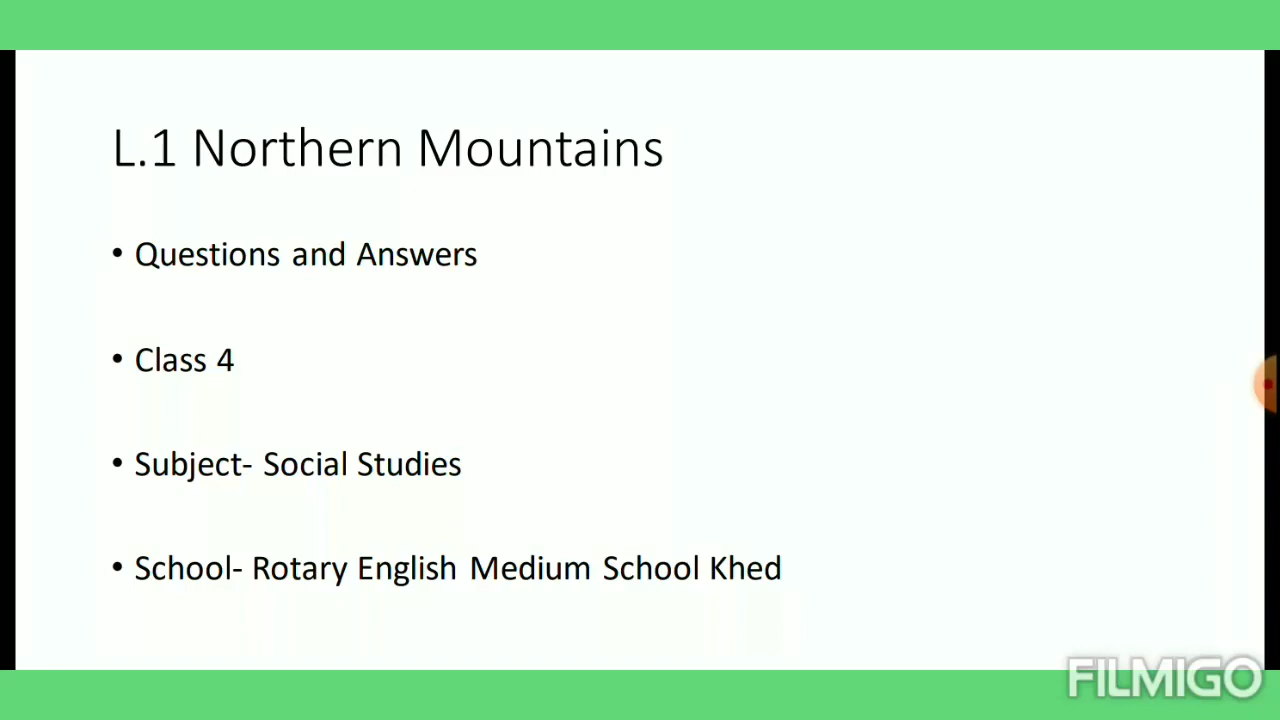 L.1 Northern Mountains
• Questions and Answers
• Class 4
• Subject- Social Studies
• School- Rotary English Medium School Khed
FILMIGO